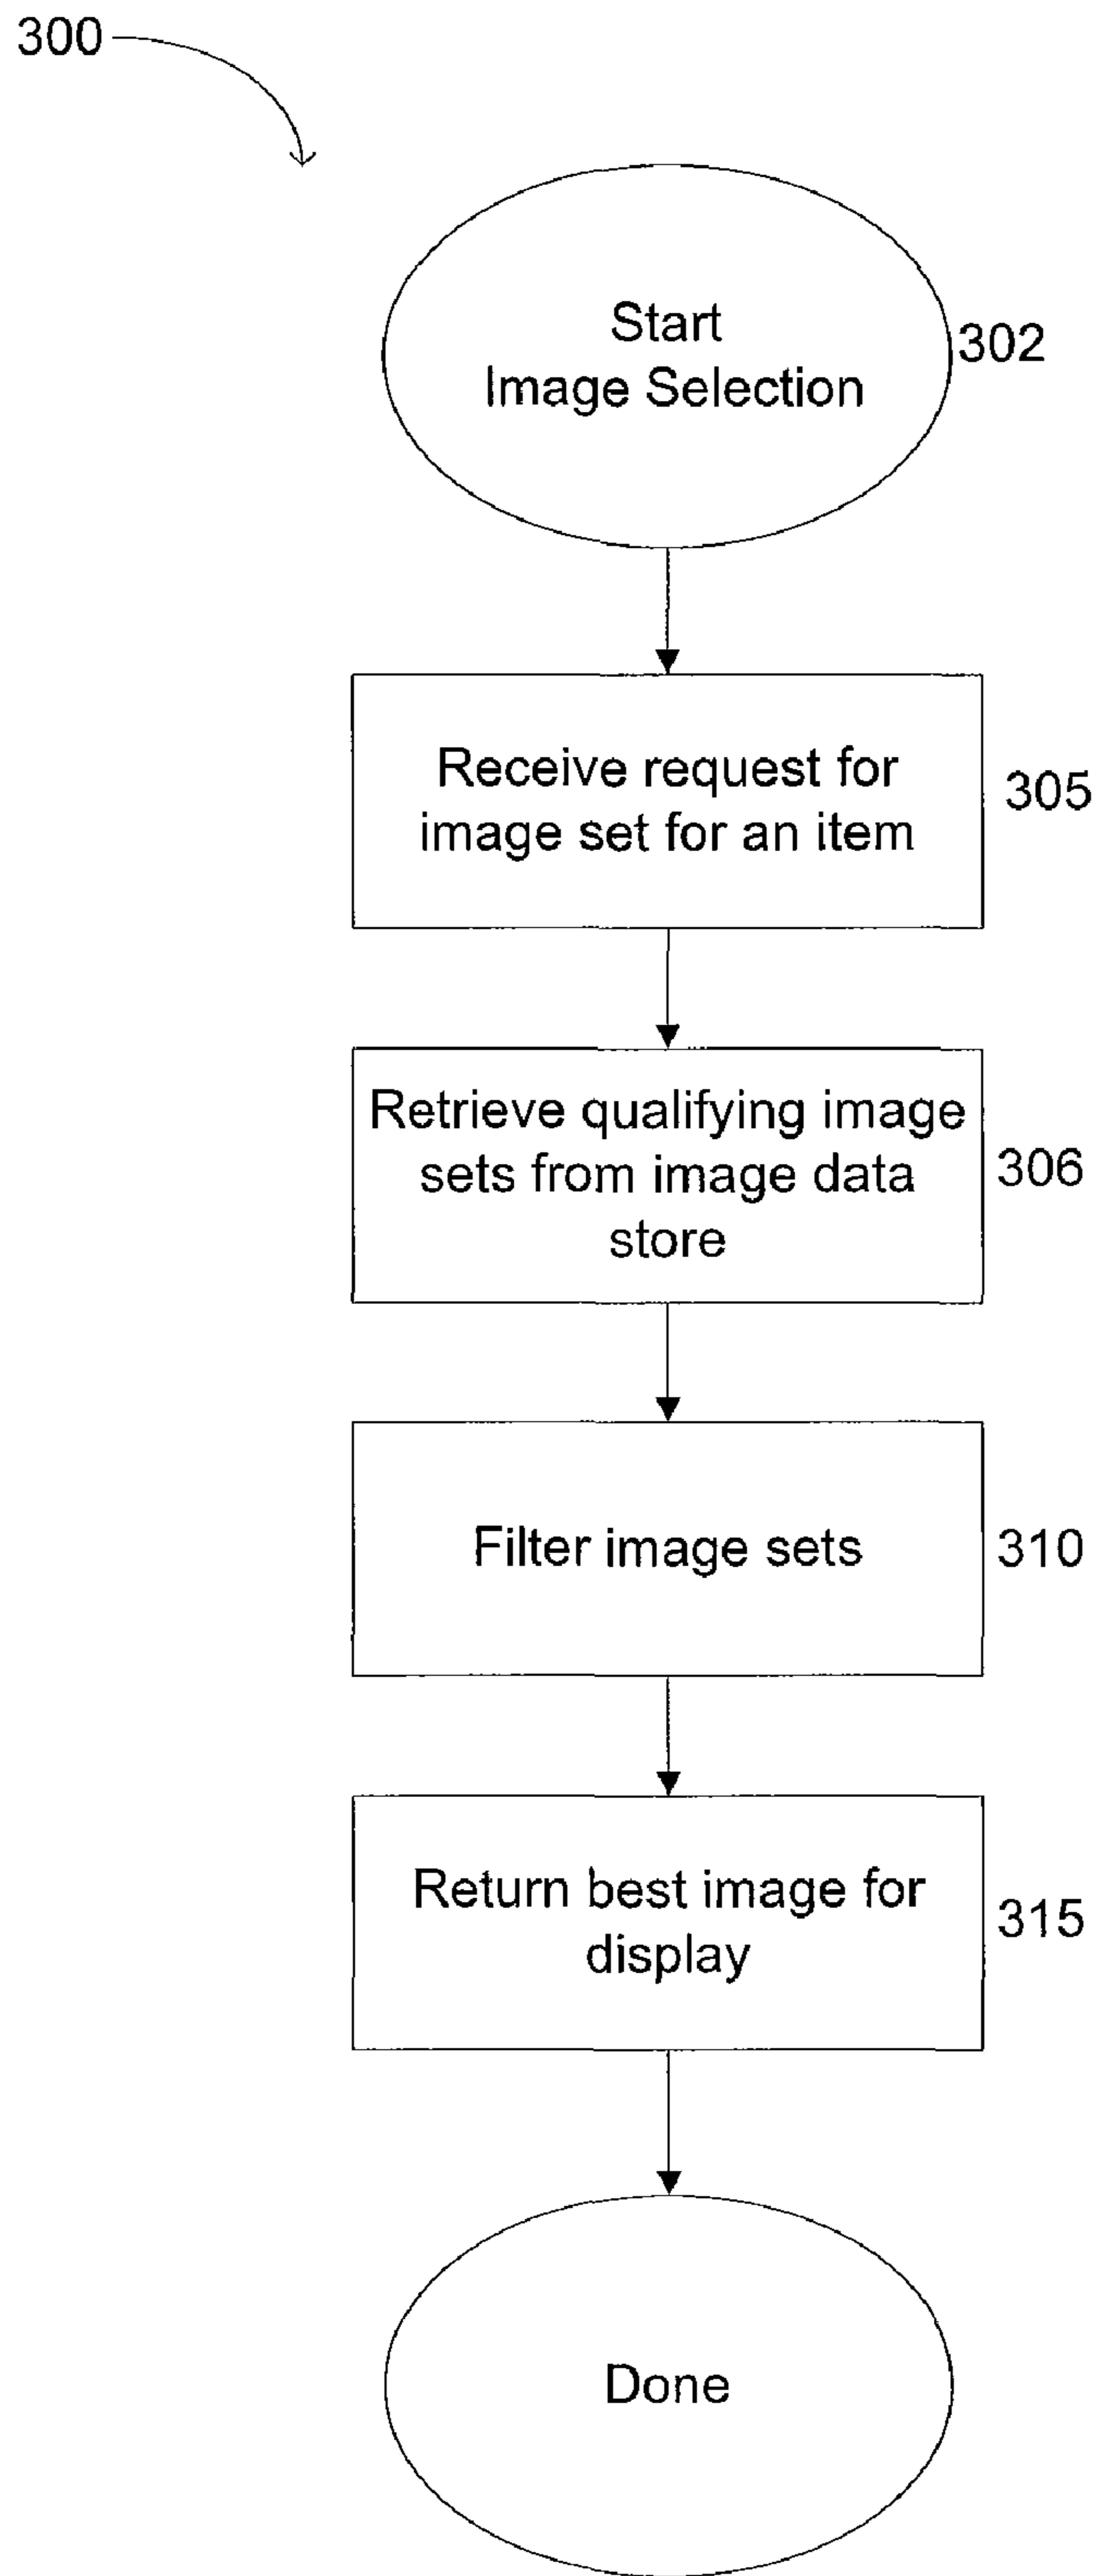 300
Start
Image Selection
302
Receive request for
image set for an item
305
Retrieve qualifying image
sets from image data
store
306
Filter image sets
310
Return best image for
display
315
Done